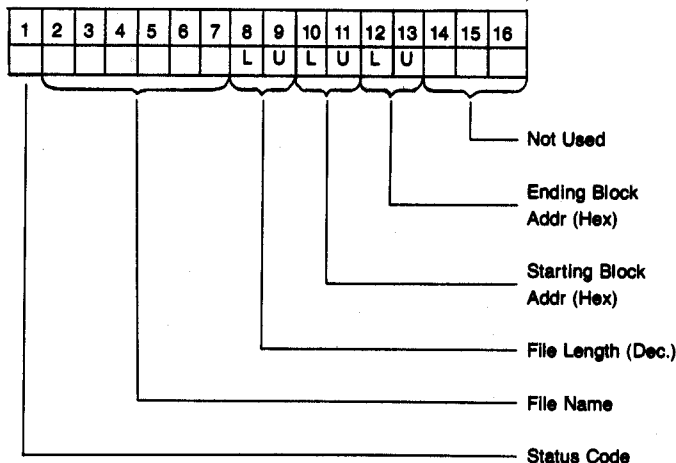 1 2 3 4 5 6 7 8 9 10 11 12 13 14 15 16
L U L U L U
Not Used
Ending Block
Addr (Hex)
Starting Block
Addr (Hex)
File Length (Dec.)
File Name
Status Code